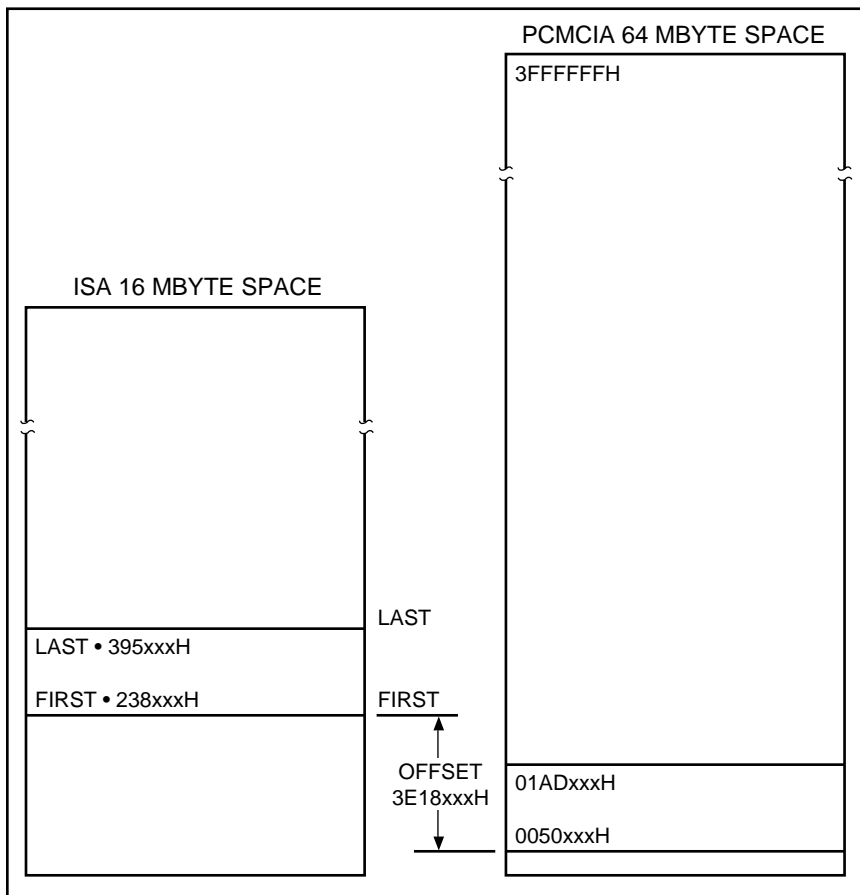 PCMCIA 64 MBYTE SPACE
3FFFFFFH
ISA 16 MBYTE SPACE
LAST
LAST • 395xxxH
FIRST • 238xxxH
FIRST
OFFSET
3E18xxxH
01ADxxxH
0050xxxH